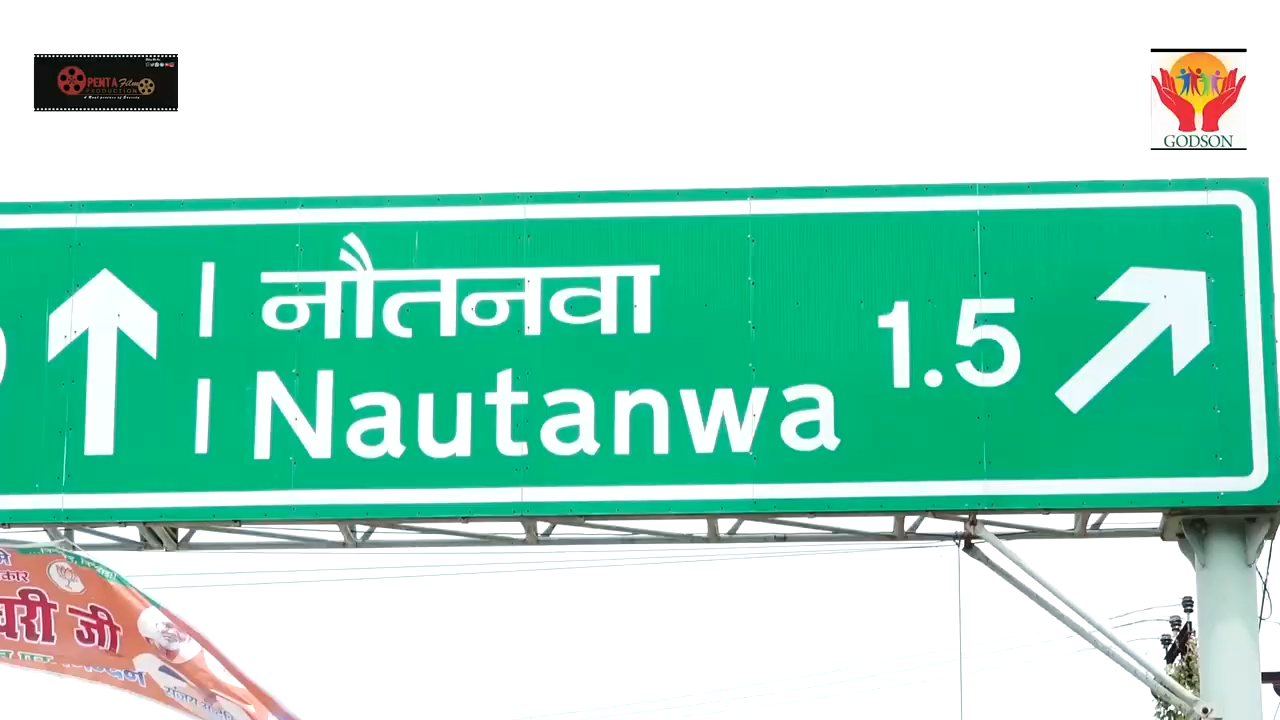 PENTA Films
PRODUCTION
GODSON
नौतनवा
Nautanwa
1.5
जी